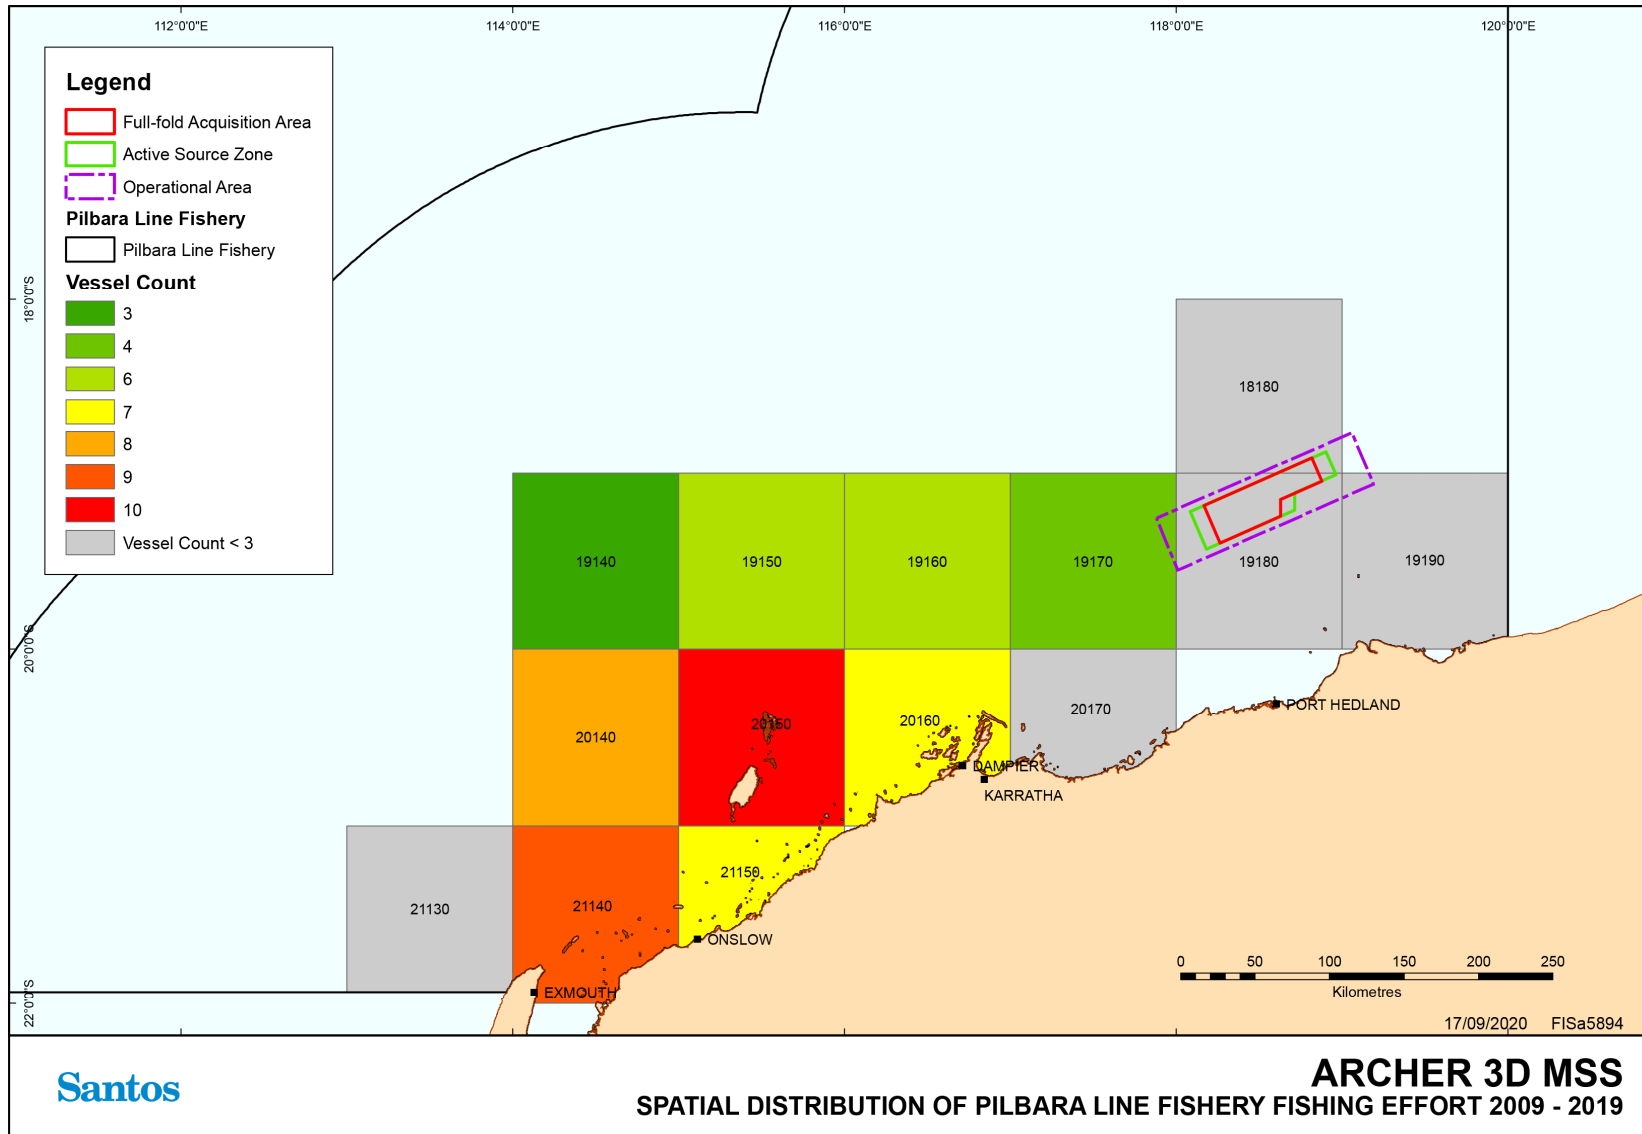 112°0'0"E
114°0'0"E
116°0'0"E
118°0'0"E
120°0'0"E
Legend
Full-fold Acquisition Area
Active Source Zone
Operational Area
Pilbara Line Fishery
Pilbara Line Fishery
Vessel Count
3
4
6
7
8
9
10
Vessel Count < 3
18°0'0"S
20°0'0"S
22°0'0"S
18180
19140
19150
19160
19170
19180
19190
20140
20150
20160
20170
PORT HEDLAND
DAMPIER
KARRATHA
21130
21140
21150
ONSLOW
EXMOUTH
0 50 100 150 200 250
Kilometres
17/09/2020 FISa5894
Santos
ARCHER 3D MSS
SPATIAL DISTRIBUTION OF PILBARA LINE FISHERY FISHING EFFORT 2009 - 2019